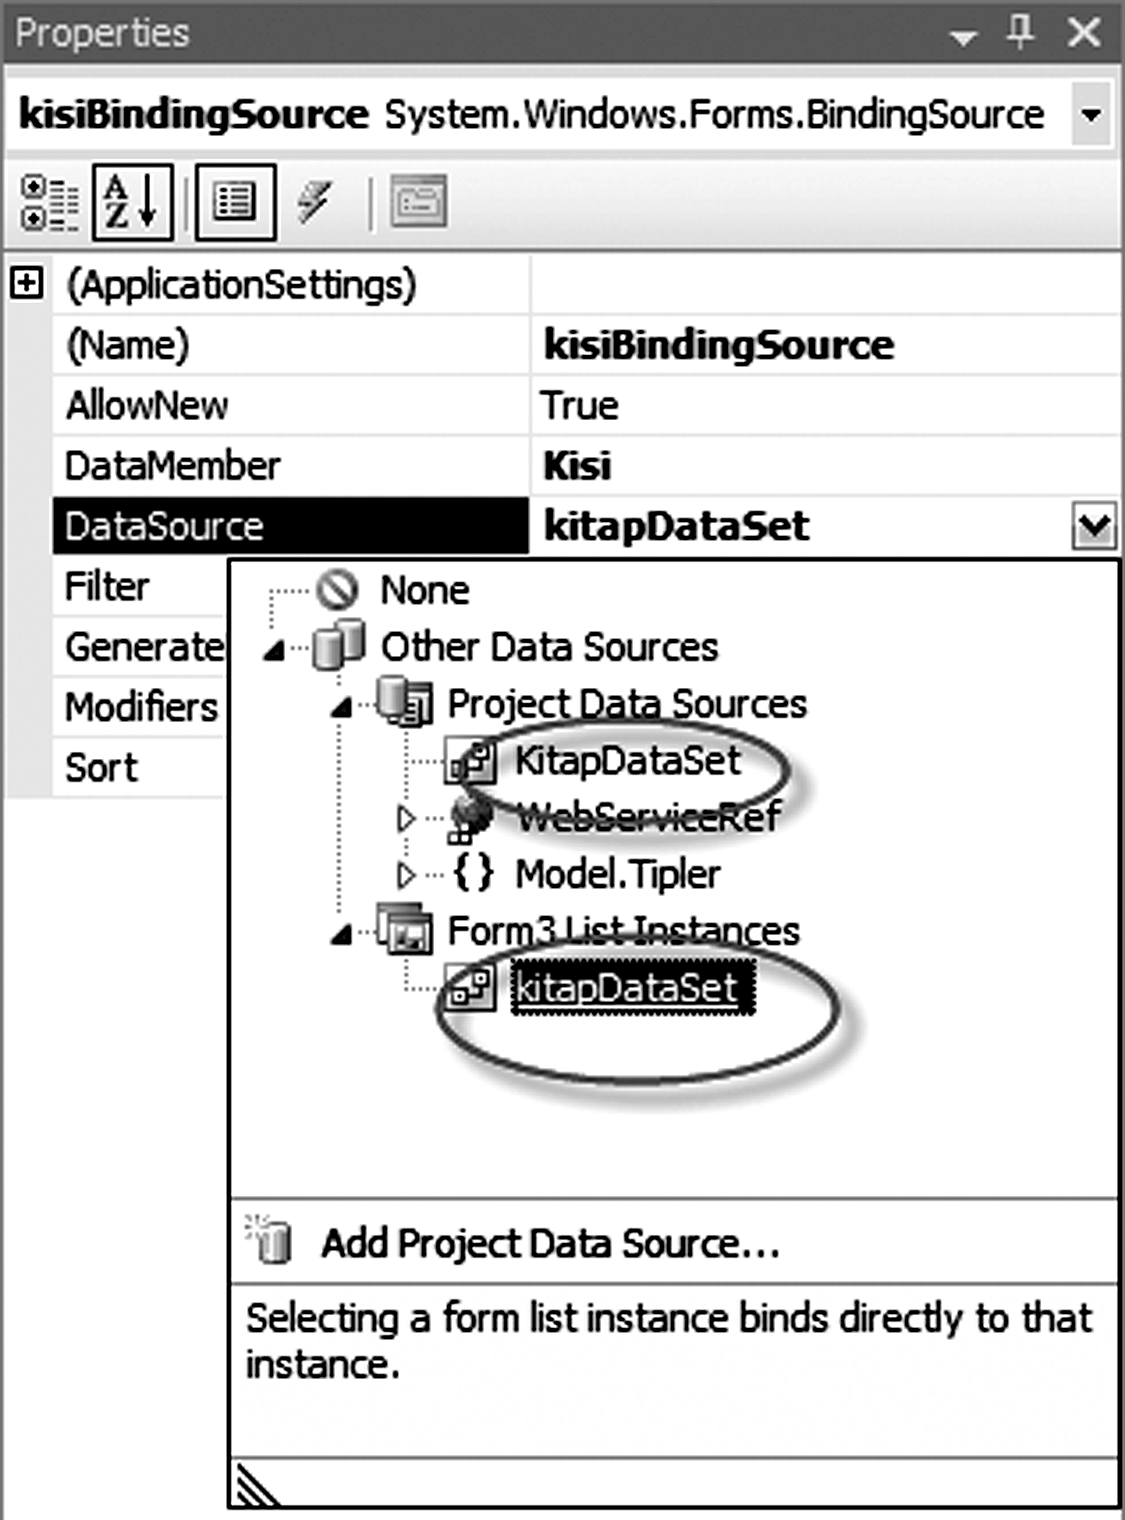 Properties
kisiBindingSource System.Windows.Forms.BindingSource
(ApplicationSettings)
(Name) kisiBindingSource
AllowNew True
DataMember Kisi
DataSource kitapDataSet
Filter
Generate
Modifiers
Sort
None
Other Data Sources
Project Data Sources
KitapDataSet
WebServiceRef
Model.Tipler
Form3 List Instances
kitapDataSet
Add Project Data Source...
Selecting a form list instance binds directly to that
instance.